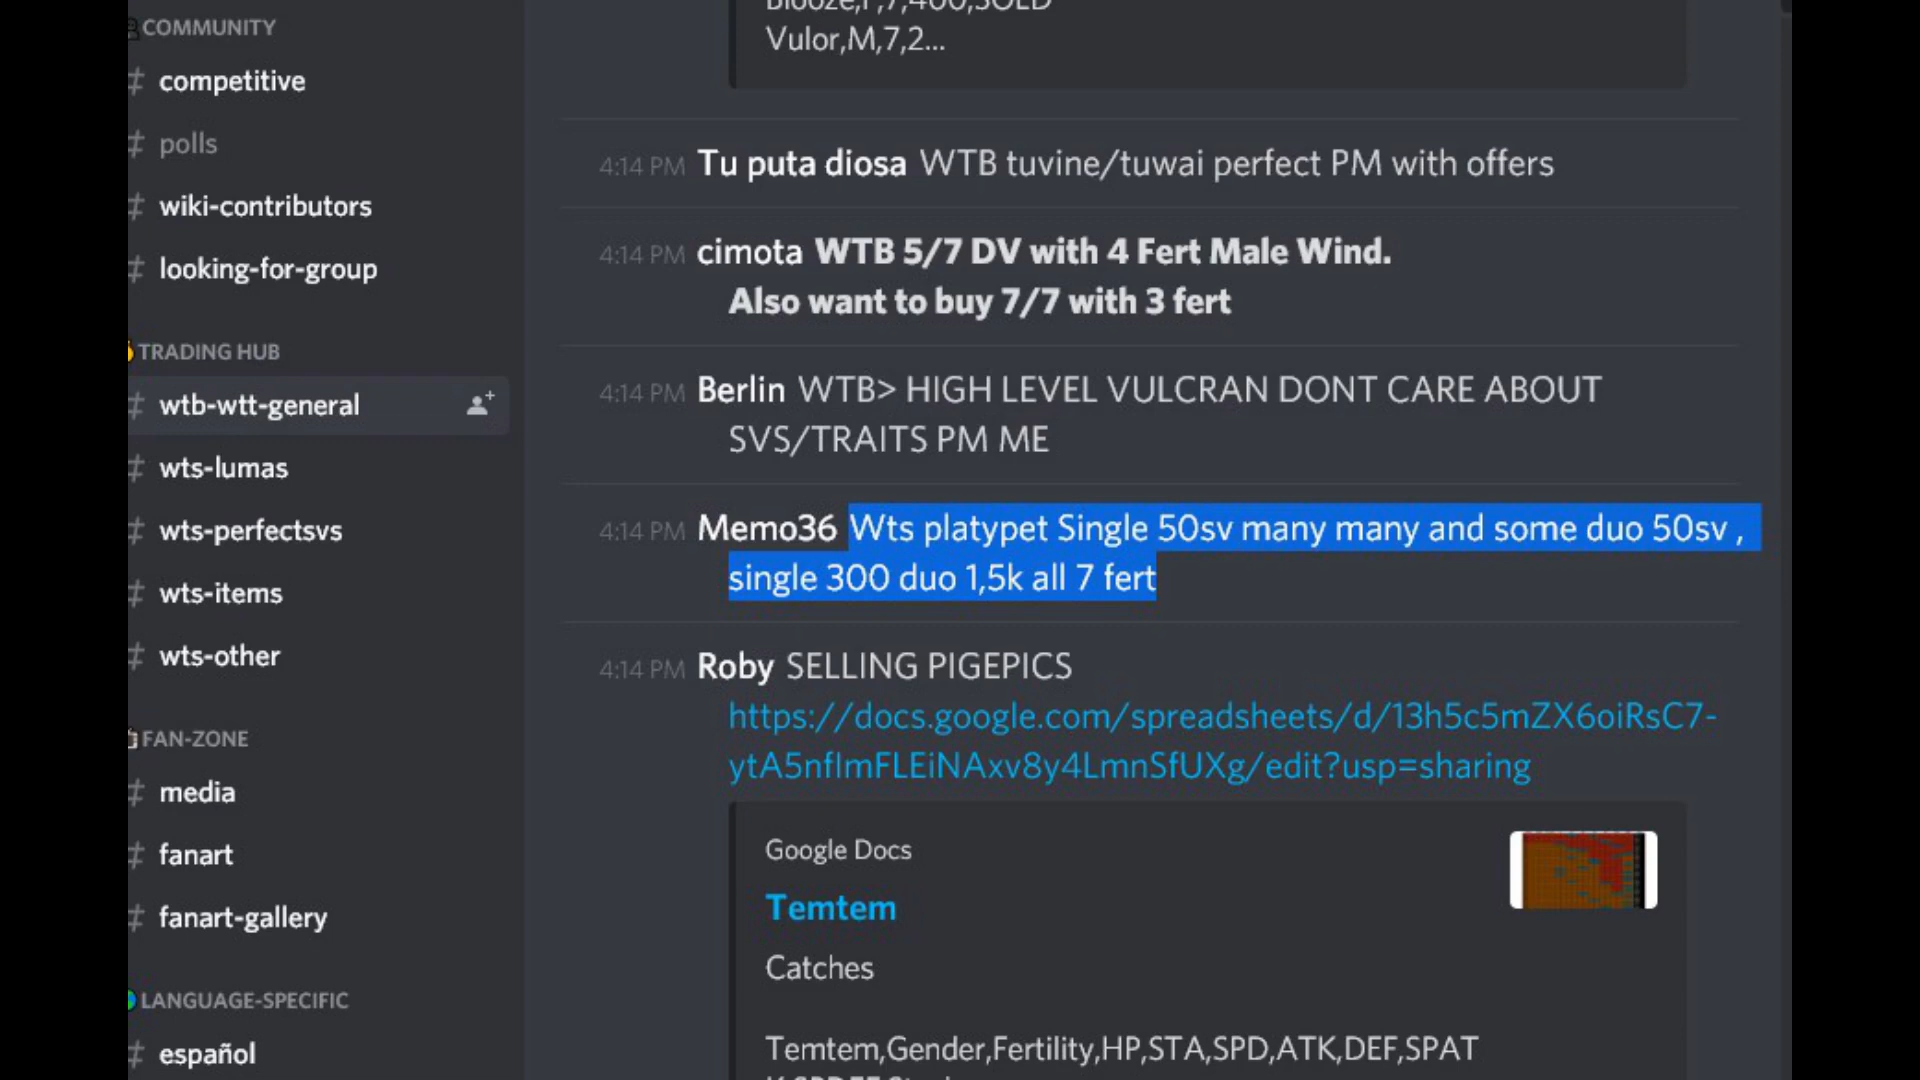 COMMUNITY
# competitive
# polls
# wiki-contributors
# looking-for-group
TRADING HUB
# wtb-wtt-general
# wts-lumas
# wts-perfectsvs
# wts-items
# wts-other
FAN-ZONE
# media
# fanart
# fanart-gallery
LANGUAGE-SPECIFIC
# español
Blooze,F,7,400,SOLD
Vulor,M,7,2...
4:14 PM Tu puta diosa WTB tuvine/tuwai perfect PM with offers
4:14 PM cimota WTB 5/7 DV with 4 Fert Male Wind.
Also want to buy 7/7 with 3 fert
4:14 PM Berlin WTB> HIGH LEVEL VULCRAN DONT CARE ABOUT
SVS/TRAITS PM ME
4:14 PM Memo36 Wts platypet Single 50sv many many and some duo 50sv ,
single 300 duo 1,5k all 7 fert
4:14 PM Roby SELLING PIGEPICS
https://docs.google.com/spreadsheets/d/13h5c5mZX6oiRsC7-
ytA5nflmFLEiNAxv8y4LmnSfUXg/edit?usp=sharing
Google Docs
Temtem
Catches
Temtem,Gender,Fertility,HP,STA,SPD,ATK,DEF,SPAT